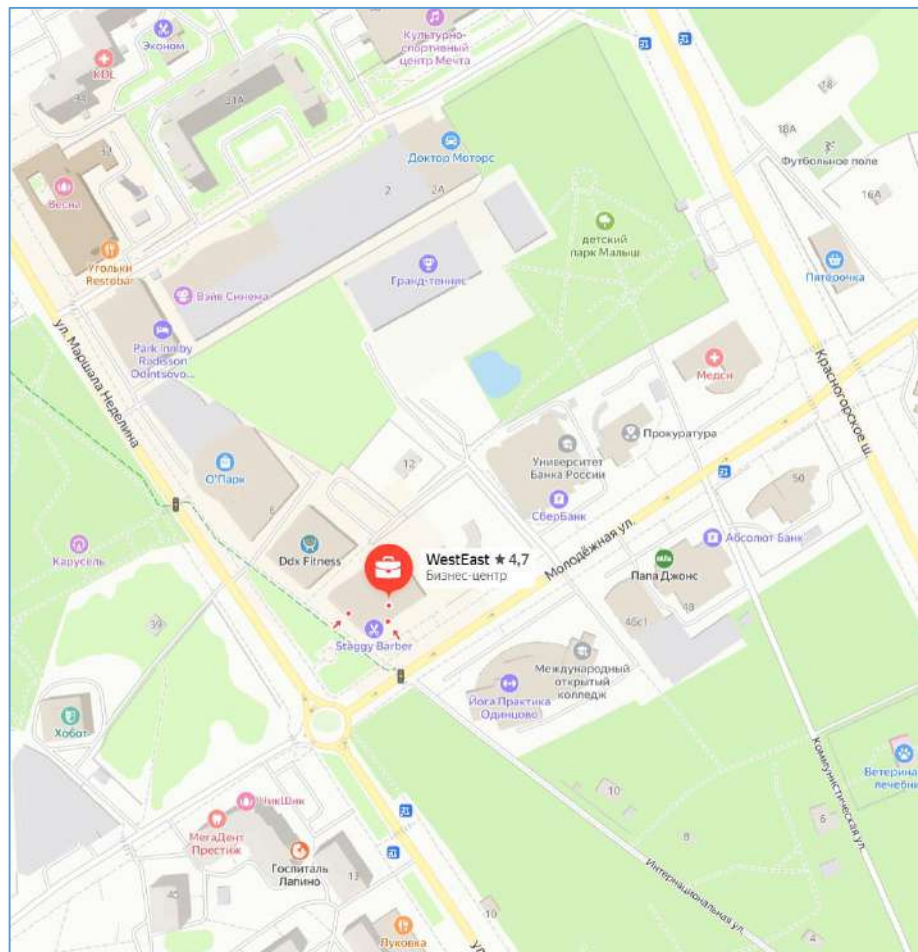 Эконом
KDL
Культурно-
спортивный
центр Мечта
21А
Доктор Моторс
2
2А
18А
Футбольное поле
16А
Весна
Угольки
Restobar
детский
парк Малыш
Пятёрочка
Гранд-теннис
Вэйв Синема
Park Inn by
Radisson
Odintsovo...
ул. Маршала Неделина
Медси
Красногорское ш.
Прокуратура
Университет
Банка России
12
О'Парк
СберБанк
50
6
Молодёжная ул.
Абсолют Банк
Ddx Fitness
WestEast ★ 4,7
Бизнес-центр
Папа Джонс
Карусель
48
46с1
39
Staggy Barber
Международный
открытый
колледж
Йога Практика
Одинцово
Хобот
Коммунистическая ул.
Ветерина
лечебни
10
ЧикШик
МегаДент
Престиж
6
8
Госпиталь
Лапино
13
Интернациональная ул.
10
Луковка
ул
4